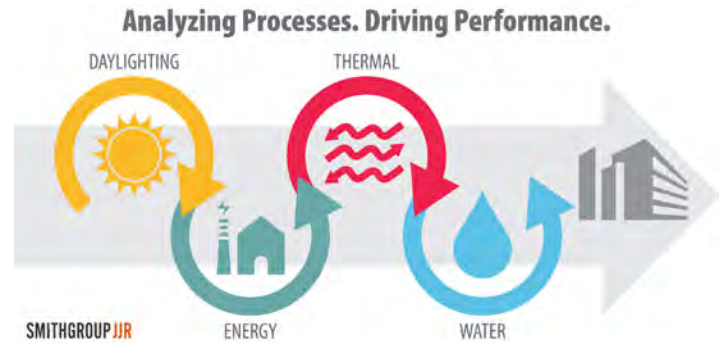 Analyzing Processes. Driving Performance.
DAYLIGHTING
THERMAL
ENERGY
WATER
SMITHGROUPJJR